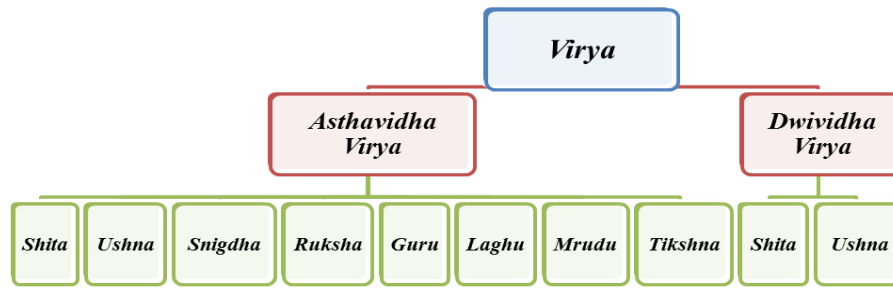 Virya
Asthavidha
Virya
Dwividha
Virya
Shita
Ushna
Snigdha
Ruksha
Guru
Laghu
Mrudu
Tikshna
Shita
Ushna